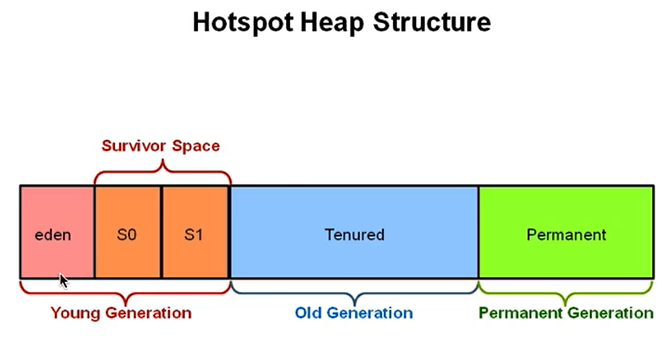 Hotspot Heap Structure
Survivor Space
eden
S0
S1
Tenured
Permanent
Young Generation
Old Generation
Permanent Generation